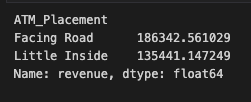 ATM_Placement
Facing Road 186342.561029
Little Inside 135441.147249
Name: revenue, dtype: float64